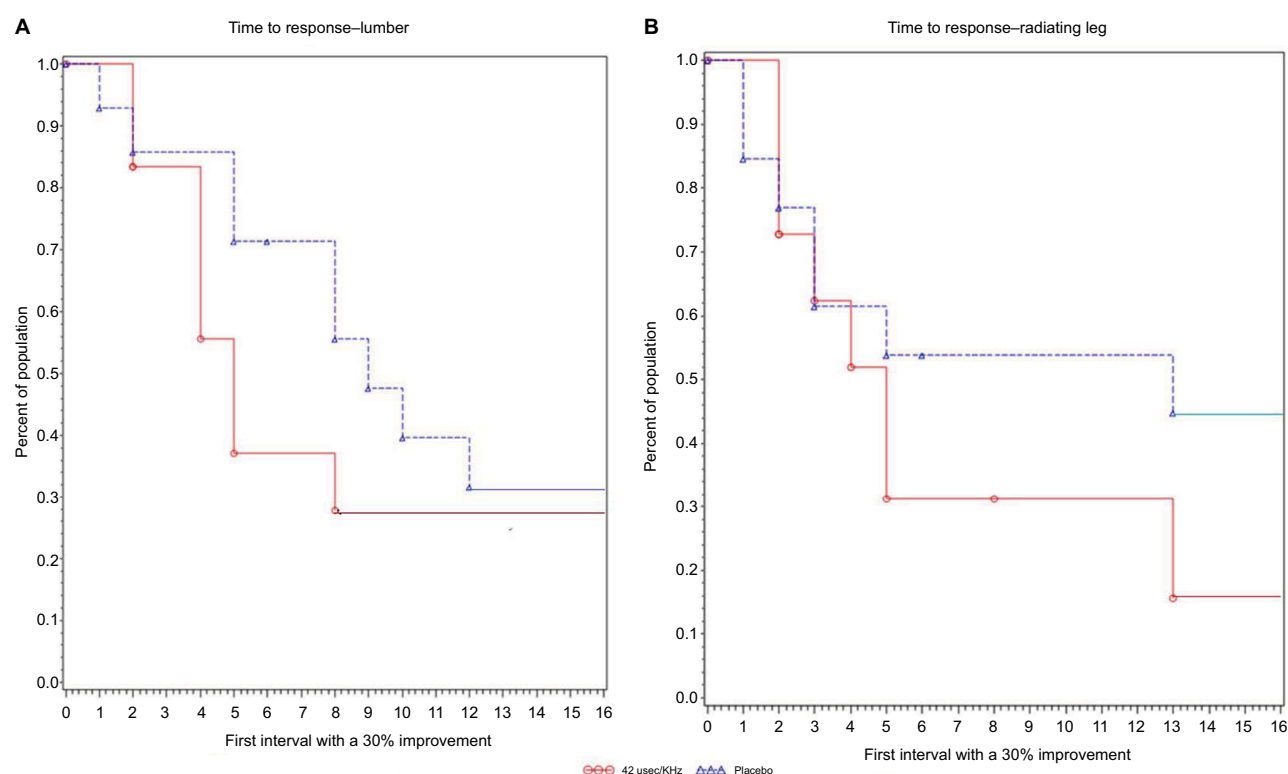 A
Time to response–lumber
Percent of population
1.0
0.9
0.8
0.7
0.6
0.5
0.4
0.3
0.2
0.1
0.0
0 1 2 3 4 5 6 7 8 9 10 11 12 13 14 15 16
First interval with a 30% improvement
B
Time to response–radiating leg
Percent of population
1.0
0.9
0.8
0.7
0.6
0.5
0.4
0.3
0.2
0.1
0.0
0 1 2 3 4 5 6 7 8 9 10 11 12 13 14 15 16
First interval with a 30% improvement
42 usec/KHz Placebo